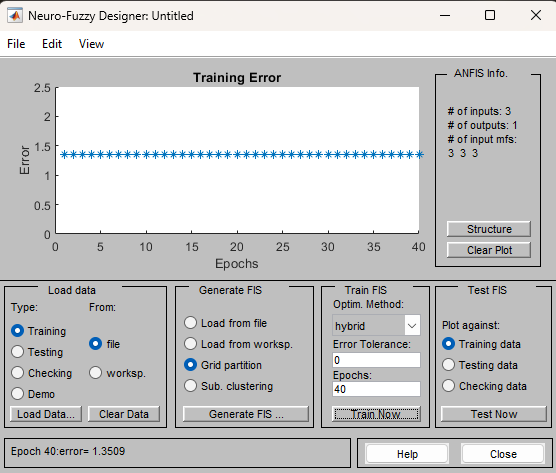 Neuro-Fuzzy Designer: Untitled
File Edit View
Training Error
2.5
2
1.5
1
0.5
0
Error
0 5 10 15 20 25 30 35 40
Epochs
ANFIS Info.
# of inputs: 3
# of outputs: 1
# of input mfs:
3 3 3
Structure
Clear Plot
Load data
Type: From:
Training
Testing
Checking
Demo
file
worksp.
Load Data... Clear Data
Generate FIS
Load from file
Load from worksp.
Grid partition
Sub. clustering
Generate FIS ...
Train FIS
Optim. Method:
hybrid
Error Tolerance:
0
Epochs:
40
Train Now
Test FIS
Plot against:
Training data
Testing data
Checking data
Test Now
Epoch 40:error= 1.3509
Help Close